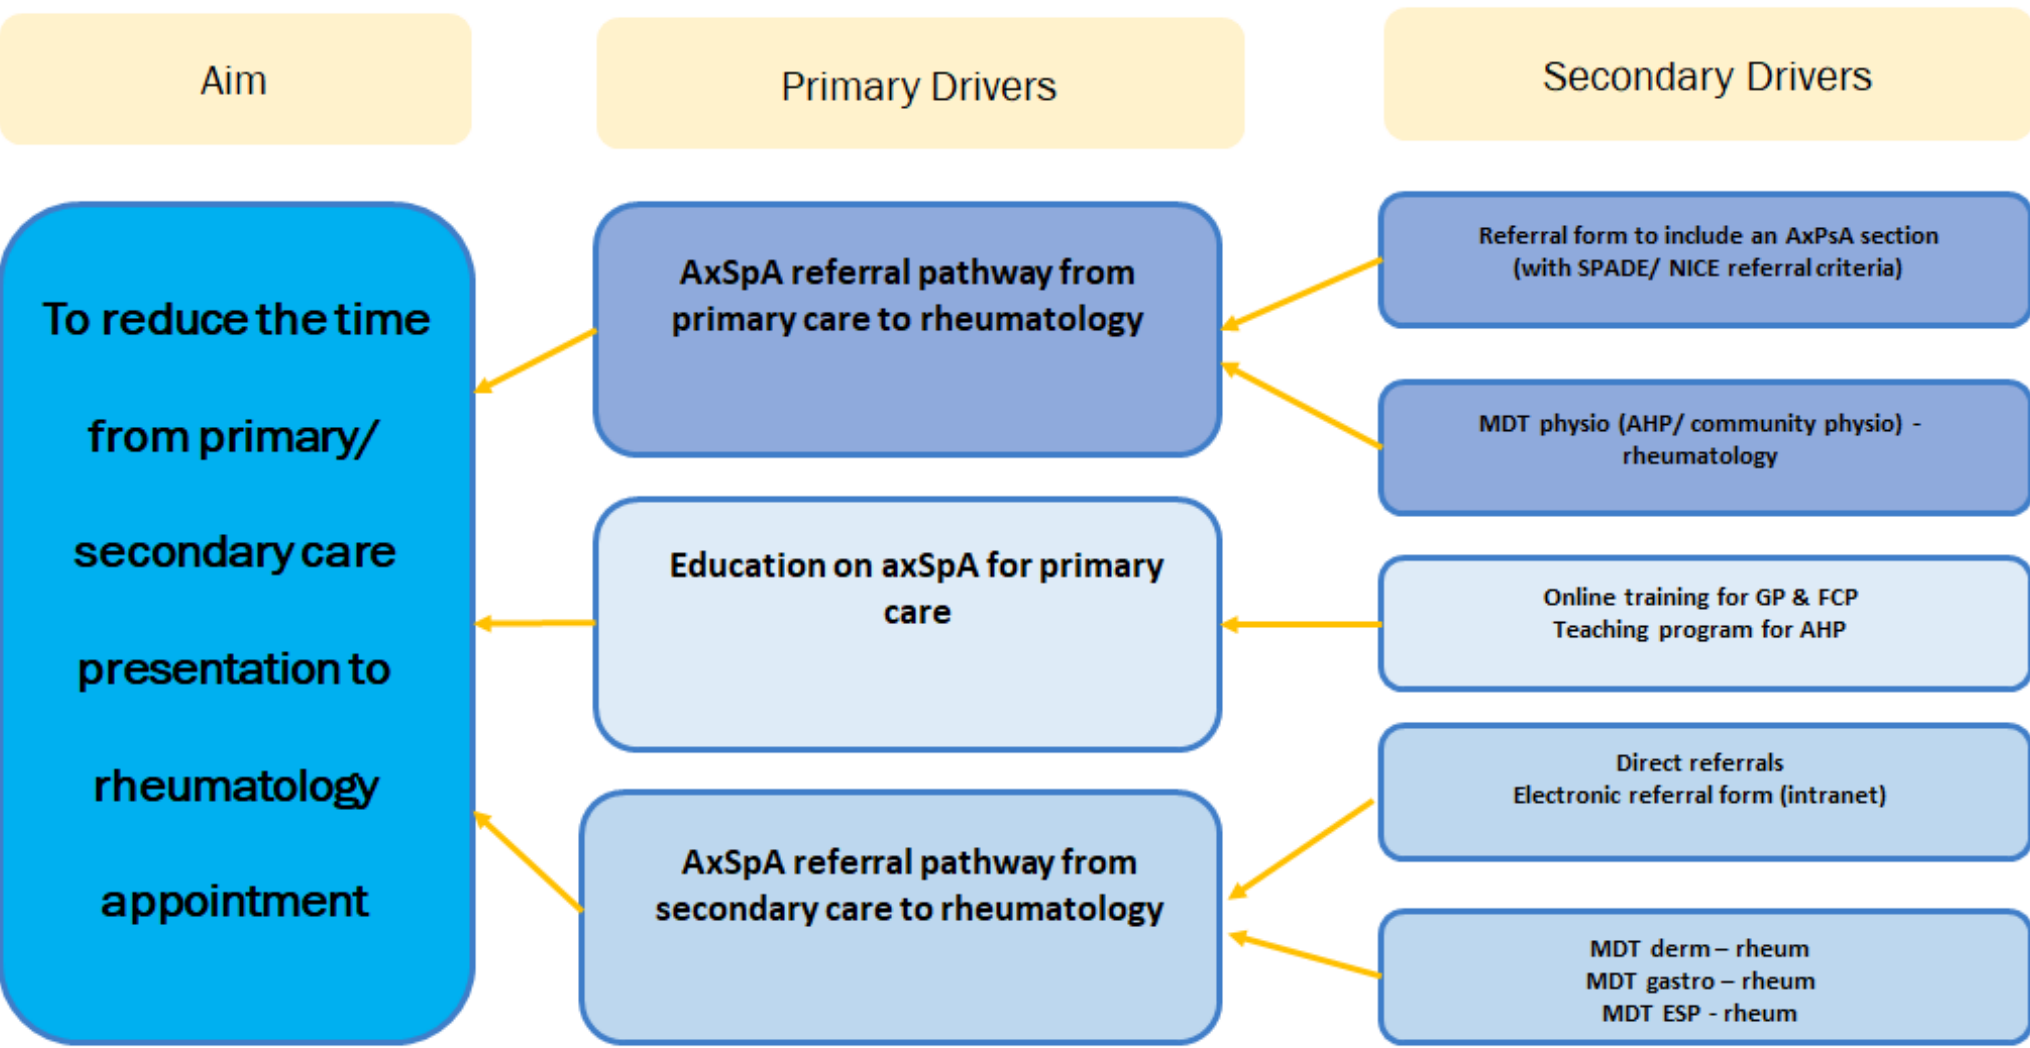 Aim
Primary Drivers
Secondary Drivers
To reduce the time
from primary/
secondary care
presentation to
rheumatology
appointment
AxSpA referral pathway from
primary care to rheumatology
Education on axSpA for primary
care
AxSpA referral pathway from
secondary care to rheumatology
Referral form to include an AxPsA section
(with SPADE/ NICE referral criteria)
MDT physio (AHP/ community physio) -
rheumatology
Online training for GP & FCP
Teaching program for AHP
Direct referrals
Electronic referral form (intranet)
MDT derm – rheum
MDT gastro – rheum
MDT ESP - rheum